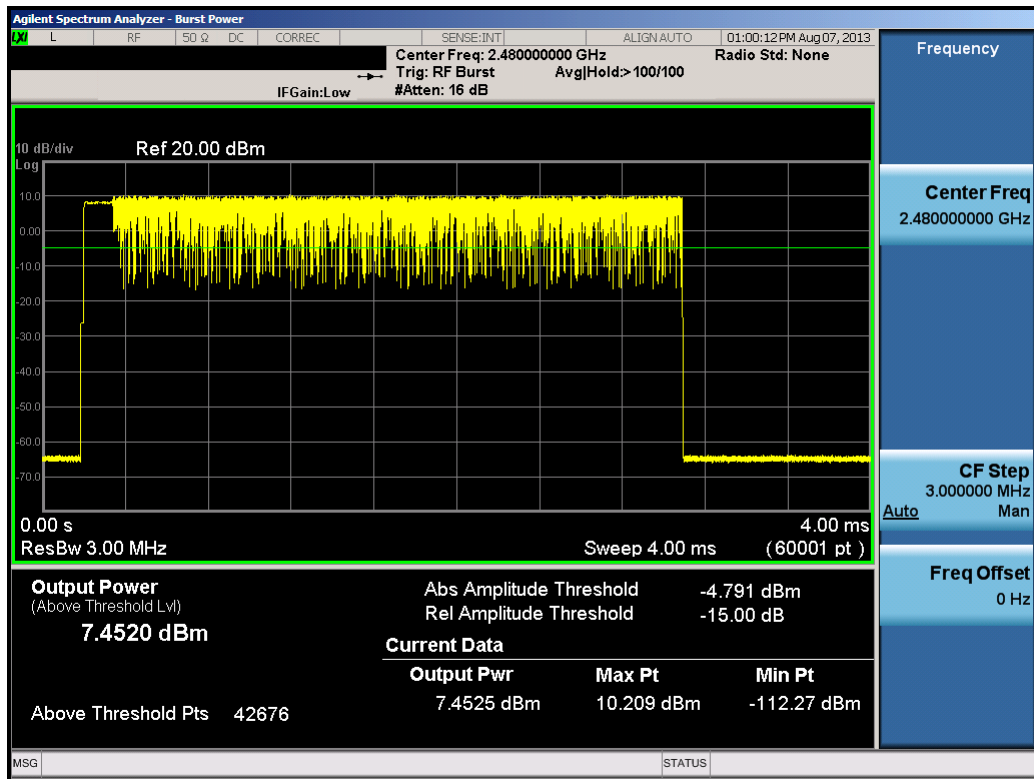 Agilent Spectrum Analyzer - Burst Power
LXI L RF 50 Ω DC CORREC SENSE:INT ALIGN AUTO 01:00:12 PM Aug 07, 2013
Center Freq: 2.480000000 GHz Radio Std: None
Trig: RF Burst Avg|Hold:>100/100
IFGain:Low #Atten: 16 dB
10 dB/div Ref 20.00 dBm
Log
10.0
0.00
-10.0
-20.0
-30.0
-40.0
-50.0
-60.0
-70.0
0.00 s 4.00 ms
ResBw 3.00 MHz Sweep 4.00 ms (60001 pt)
Output Power
(Above Threshold Lvl)
7.4520 dBm
Above Threshold Pts 42676
Abs Amplitude Threshold -4.791 dBm
Rel Amplitude Threshold -15.00 dB
Current Data
Output Pwr Max Pt Min Pt
7.4525 dBm 10.209 dBm -112.27 dBm
MSG STATUS
Frequency
Center Freq
2.480000000 GHz
CF Step
3.000000 MHz
Auto Man
Freq Offset
0 Hz